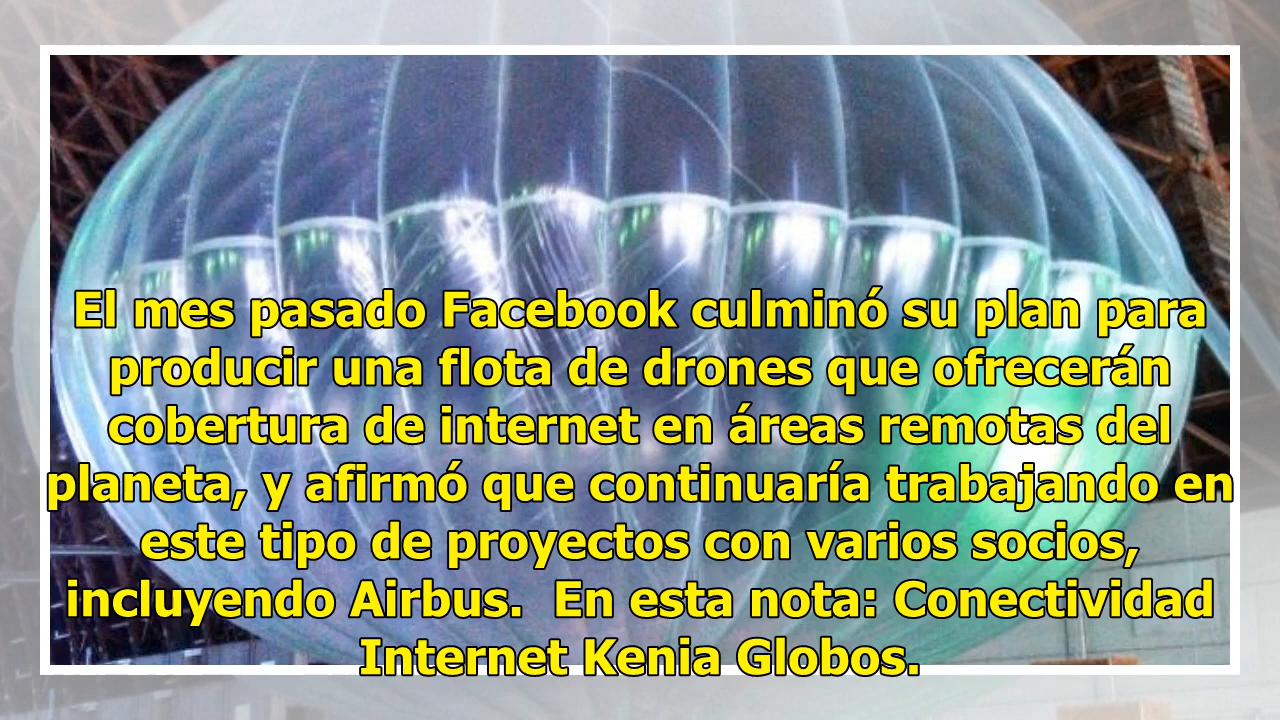 El mes pasado Facebook culminó su plan para
producir una flota de drones que ofrecerán
cobertura de internet en áreas remotas del
planeta, y afirmó que continuaría trabajando en
este tipo de proyectos con varios socios,
incluyendo Airbus.  En esta nota: Conectividad
Internet Kenia Globos.